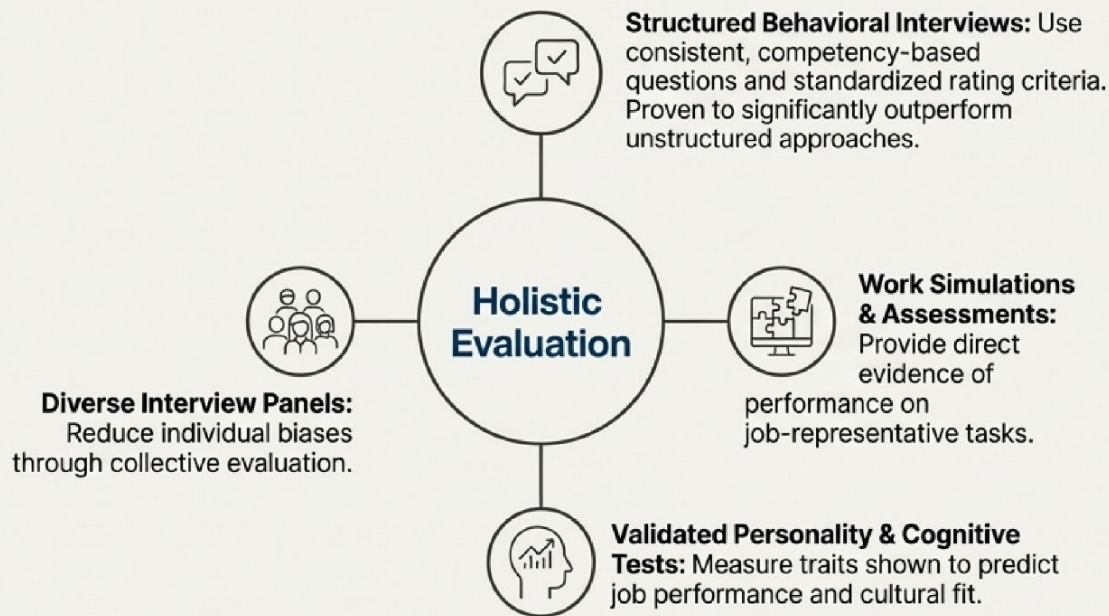 Structured Behavioral Interviews: Use
consistent, competency-based
questions and standardized rating criteria.
Proven to significantly outperform
unstructured approaches.
Holistic
Evaluation
Work Simulations
& Assessments:
Provide direct
evidence of
performance on
job-representative tasks.
Diverse Interview Panels:
Reduce individual biases
through collective evaluation.
Validated Personality & Cognitive
Tests: Measure traits shown to predict
job performance and cultural fit.